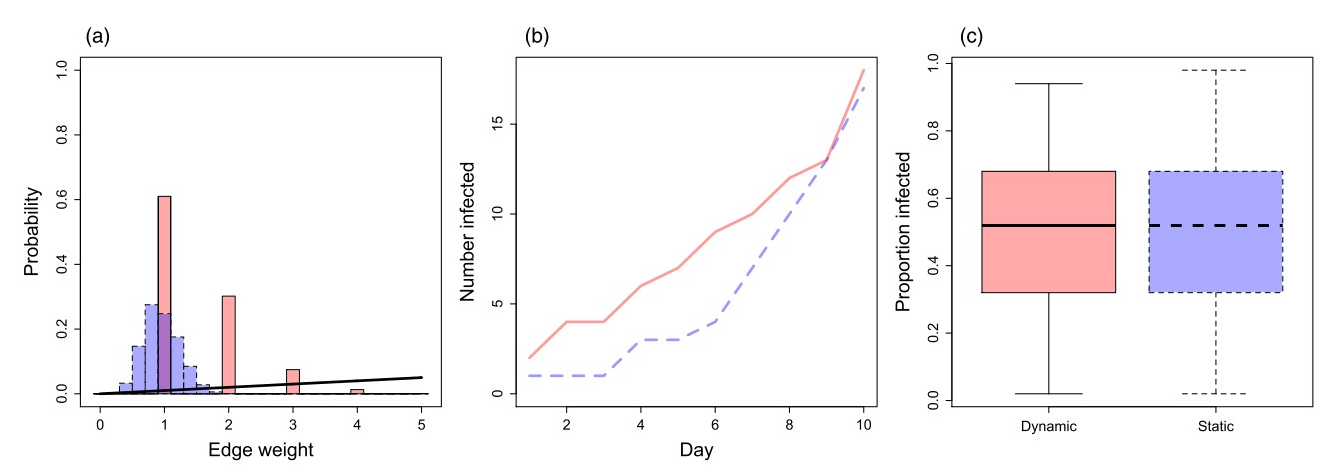 (a)
Probability
1.0
0.8
0.6
0.4
0.2
0.0
0 1 2 3 4 5
Edge weight
(b)
Number infected
15
10
5
0
2 4 6 8 10
Day
(c)
Proportion infected
1.0
0.8
0.6
0.4
0.2
0.0
Dynamic Static